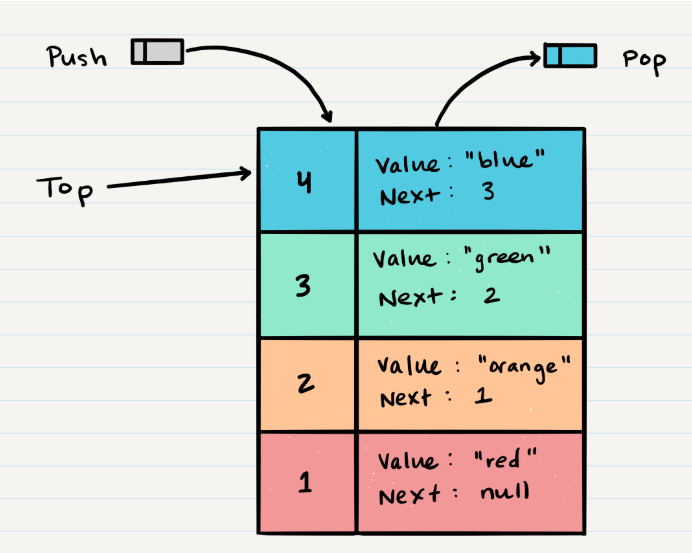 Push
Pop
Top
4
Value: "blue"
Next: 3
3
Value: "green"
Next: 2
2
Value: "orange"
Next: 1
1
Value: "red"
Next: null